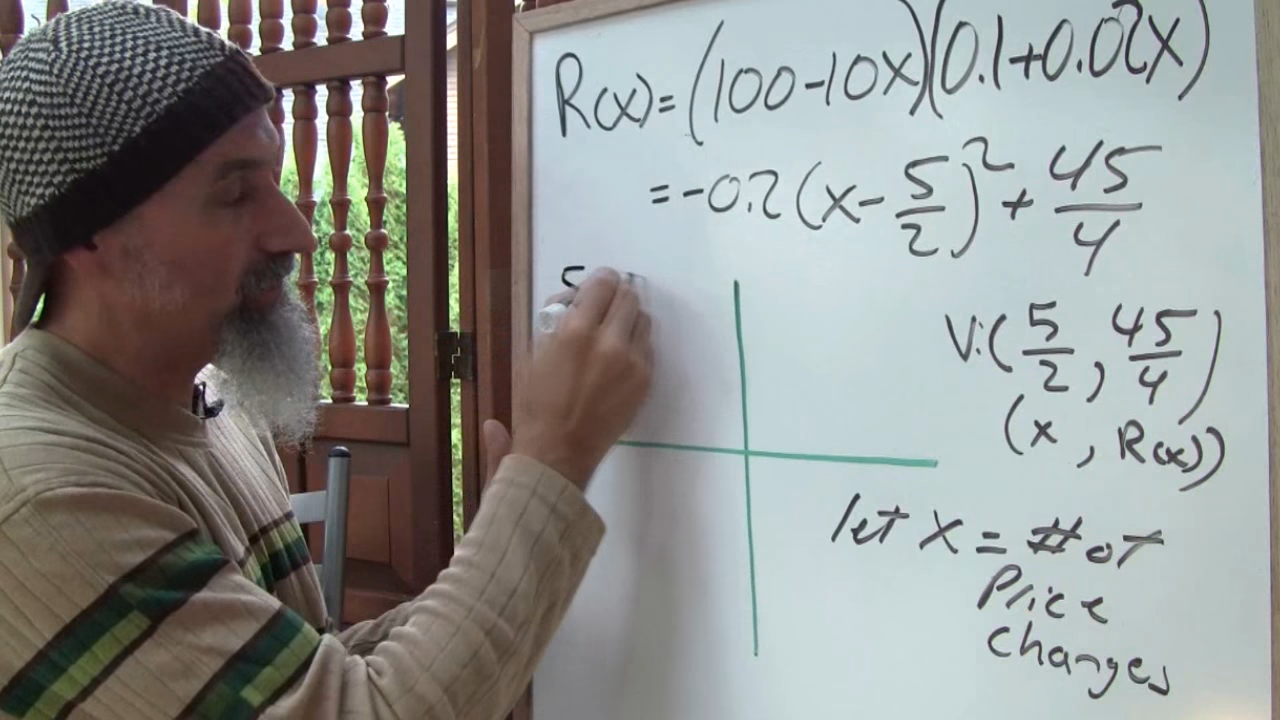 R(x)=(100-10x)(0.1+0.02x)
=-0.2(x-5/2)²+45/4
5
V:(5/2, 45/4)
(x, R(x))
let x = # of
Price
changes